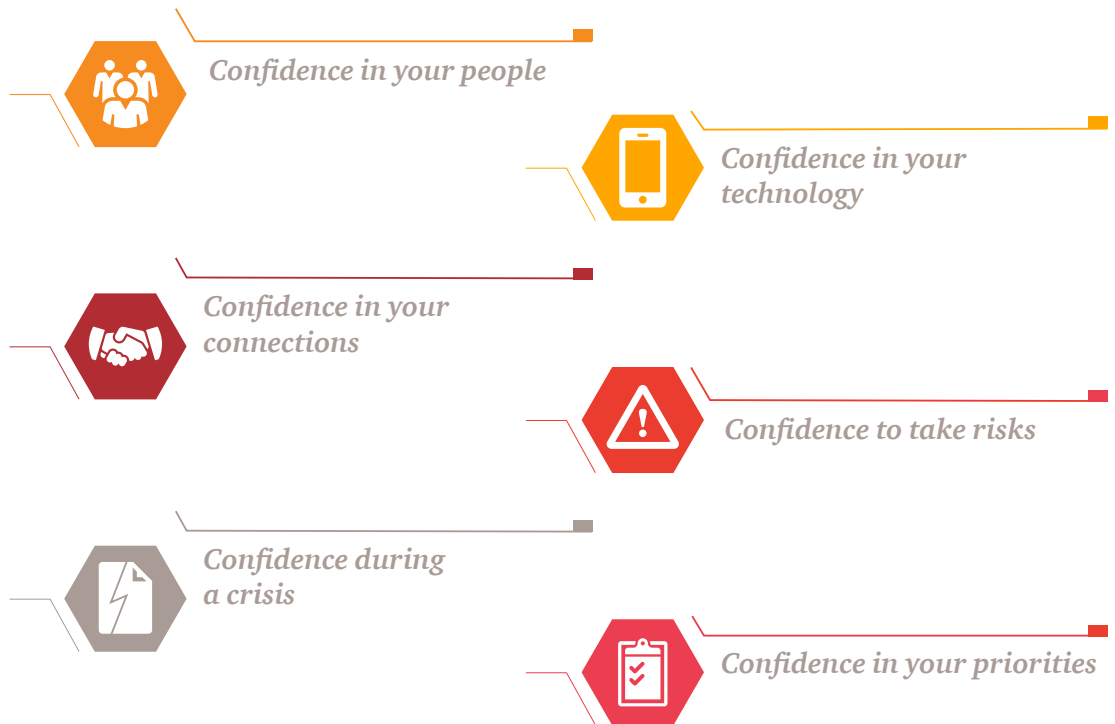 Confidence in your people
Confidence in your
technology
Confidence in your
connections
Confidence to take risks
Confidence during
a crisis
Confidence in your priorities